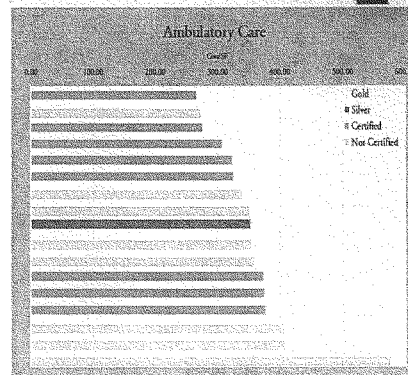 Ambulatory Care
Cost/SF
0.00 100.00 200.00 300.00 400.00 500.00 600.
Gold
Silver
Certified
Not Certified